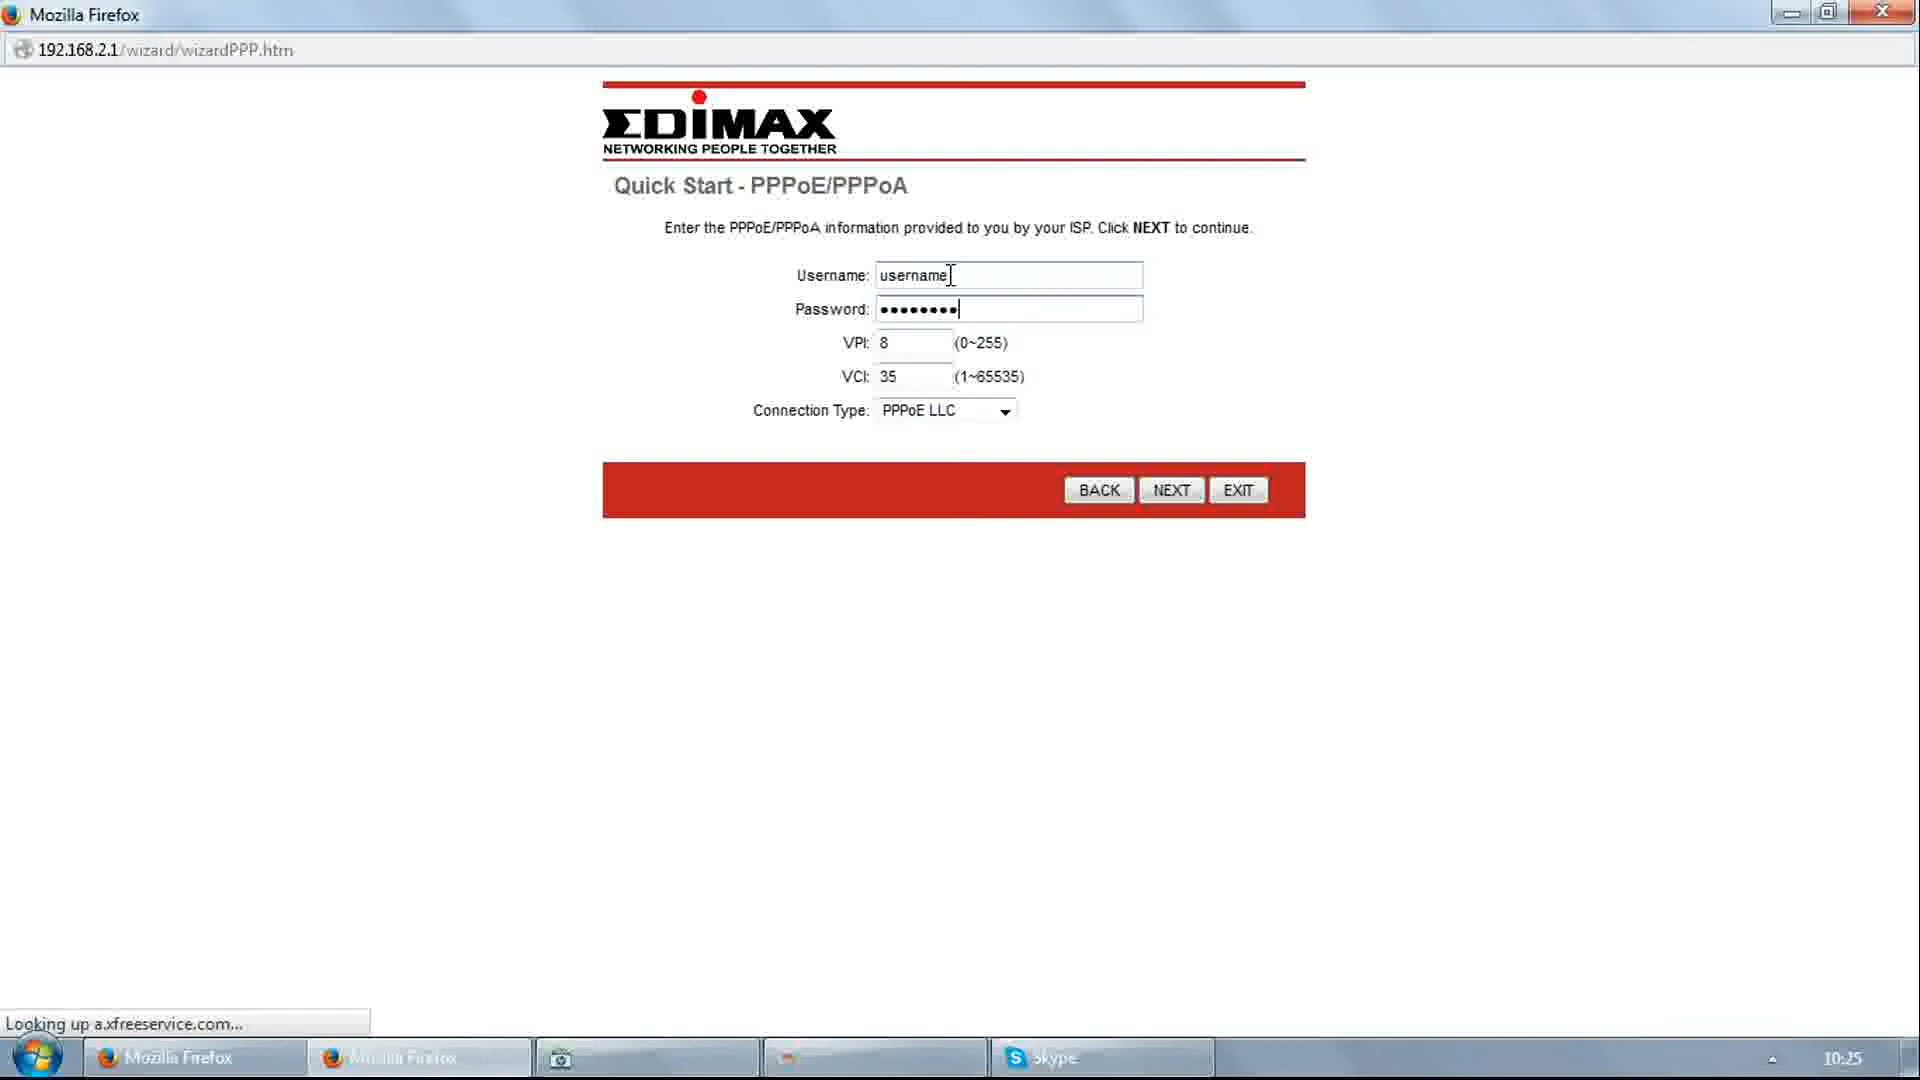 Mozilla Firefox
192.168.2.1/wizard/wizardPPP.htm
EDiMAX
NETWORKING PEOPLE TOGETHER
Quick Start - PPPoE/PPPoA
Enter the PPPoE/PPPoA information provided to you by your ISP. Click NEXT to continue.
Username: username
Password: ••••••••
VPI: 8 (0~255)
VCI: 35 (1~65535)
Connection Type: PPPoE LLC
BACK NEXT EXIT
Looking up a.xfreeservice.com...
Mozilla Firefox Mozilla Firefox Skype 10:25